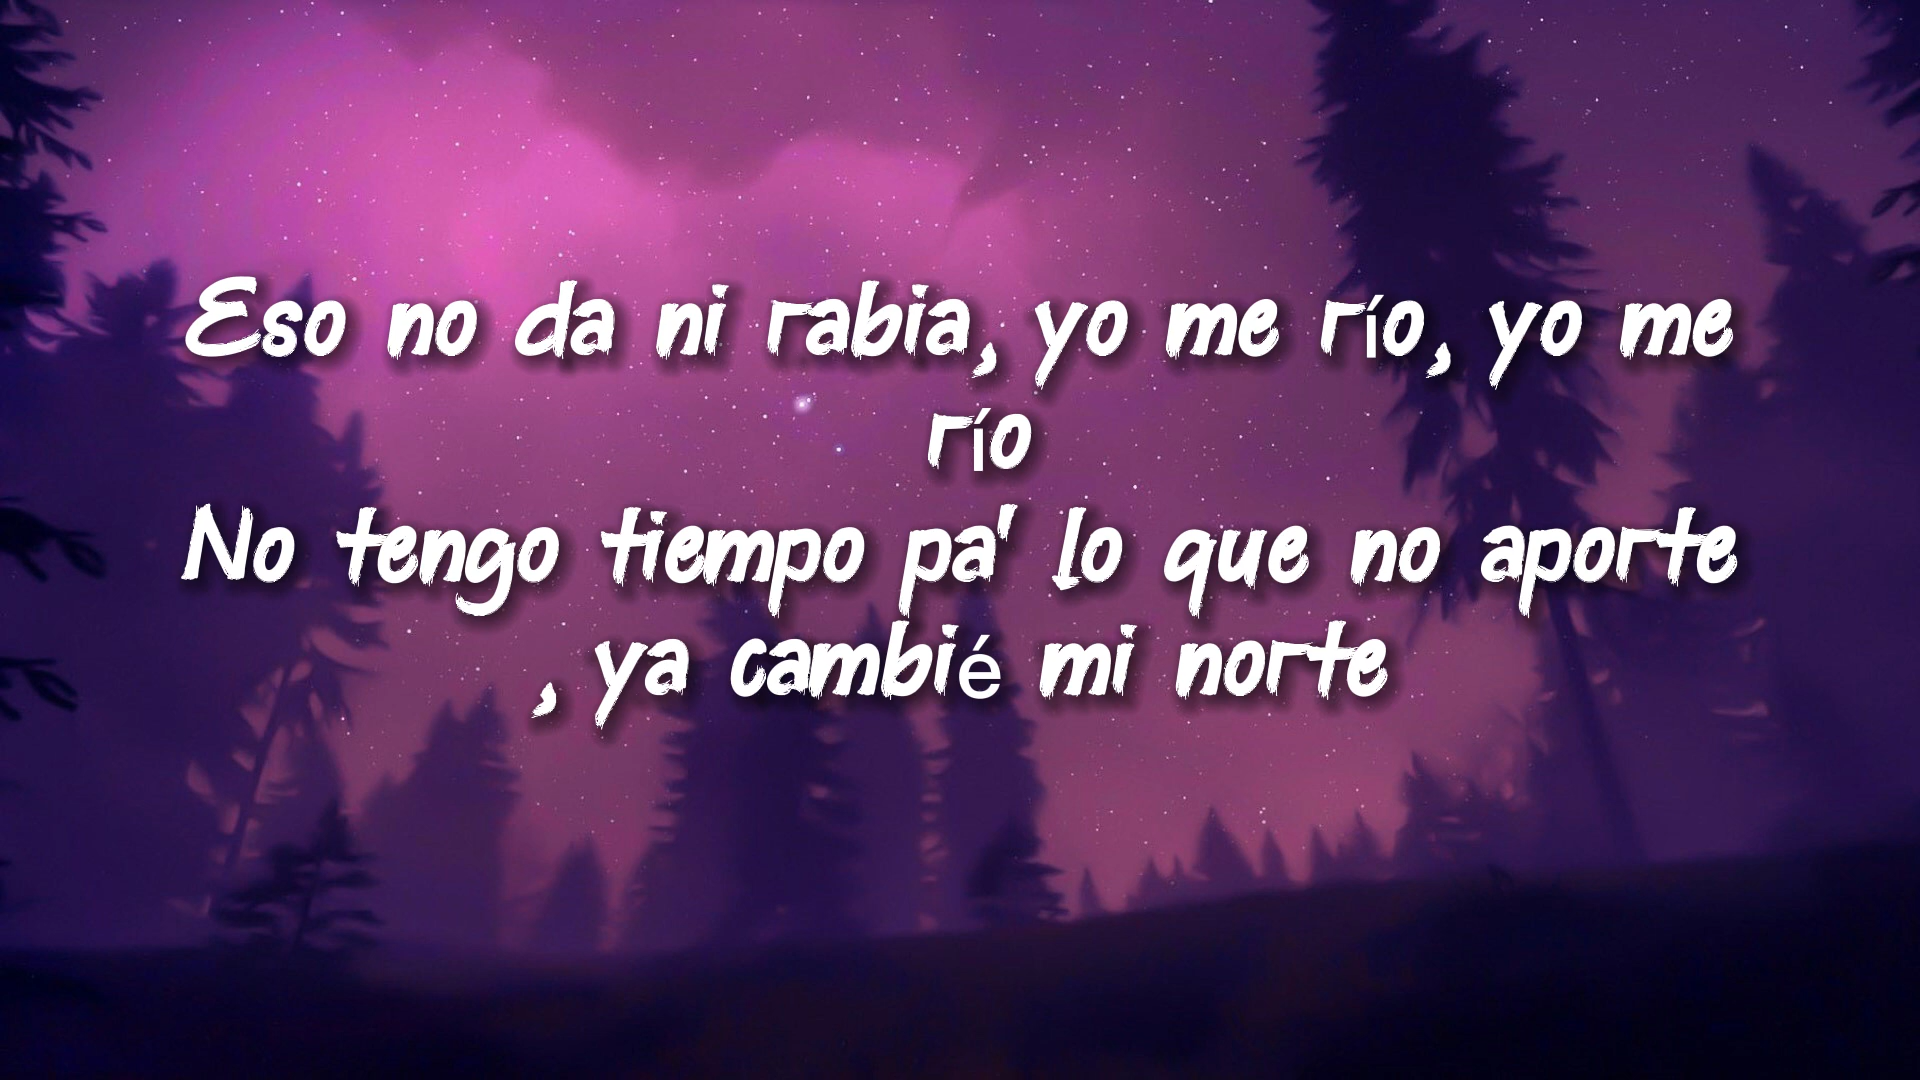 Eso no da ni rabia, yo me río, yo me
río
No tengo tiempo pa' lo que no aporte
, ya cambié mi norte